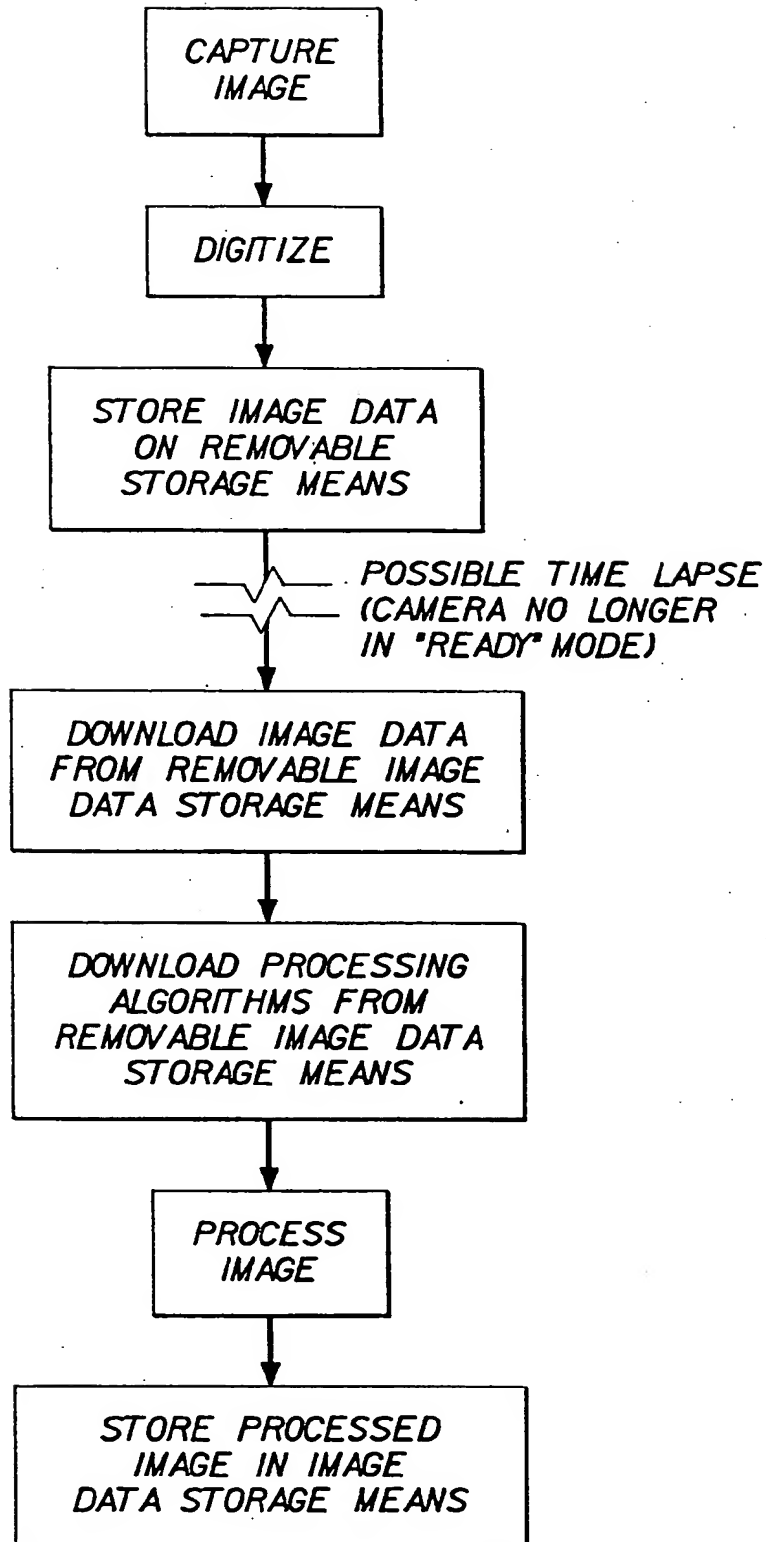 CAPTURE
IMAGE
DIGITIZE
STORE IMAGE DATA
ON REMOVABLE
STORAGE MEANS
POSSIBLE TIME LAPSE
(CAMERA NO LONGER
IN "READY" MODE)
DOWNLOAD IMAGE DATA
FROM REMOVABLE IMAGE
DATA STORAGE MEANS
DOWNLOAD PROCESSING
ALGORITHMS FROM
REMOVABLE IMAGE DATA
STORAGE MEANS
PROCESS
IMAGE
STORE PROCESSED
IMAGE IN IMAGE
DATA STORAGE MEANS